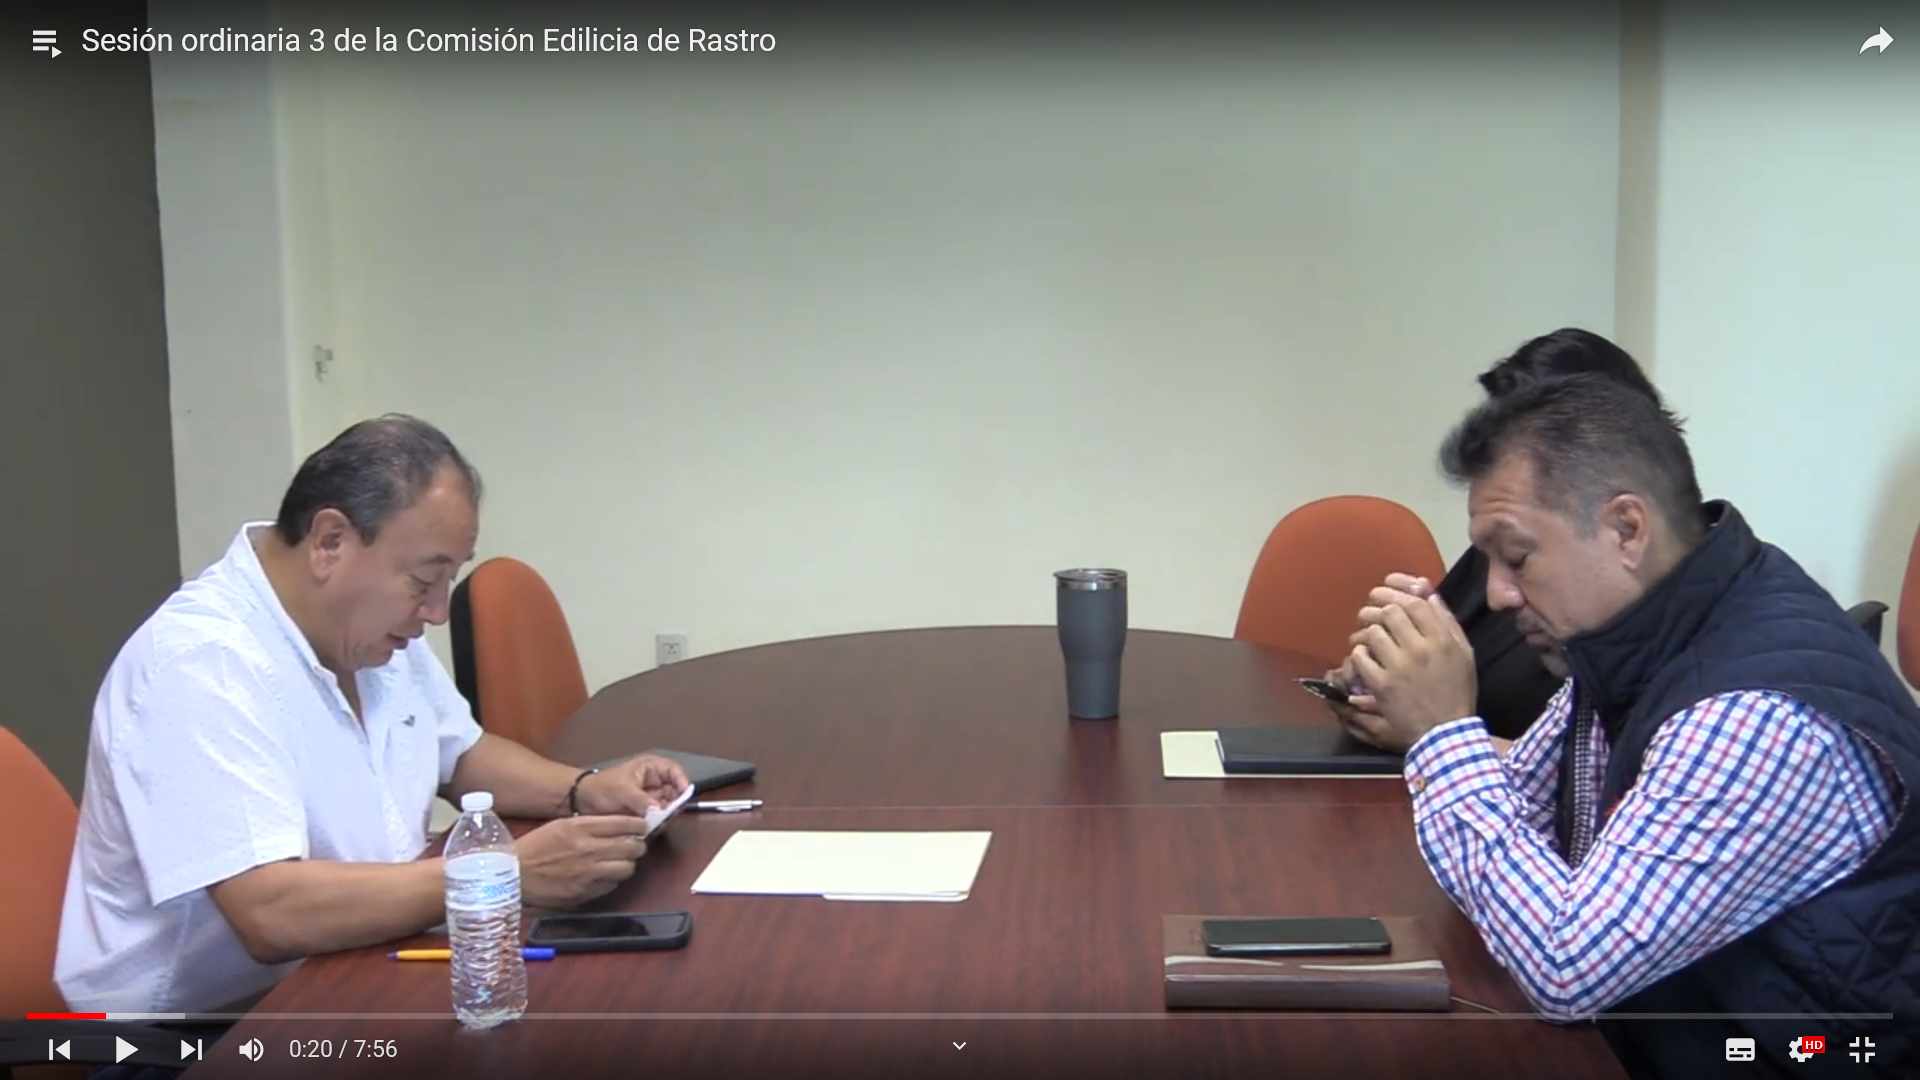 Sesión ordinaria 3 de la Comisión Edilicia de Rastro
0:20 / 7:56
HD